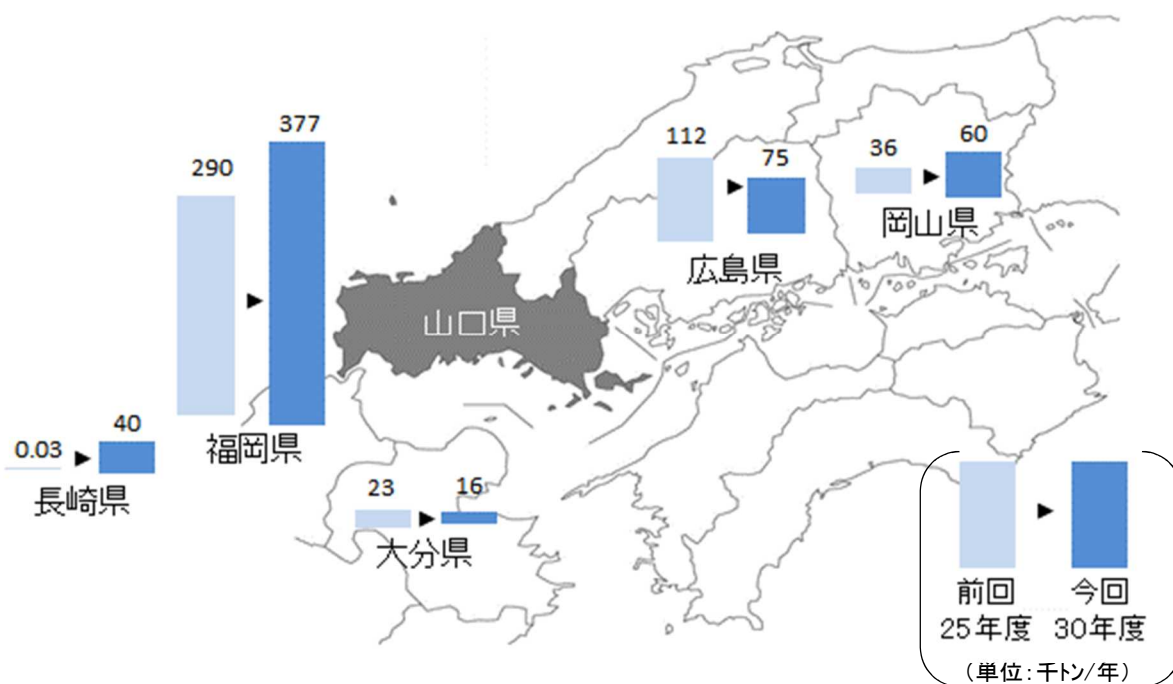 377
290
112
75
36
60
岡山県
広島県
山口県
0.03
40
福岡県
長崎県
23
16
大分県
前回
今回
25年度
30年度
(単位:千トン/年)